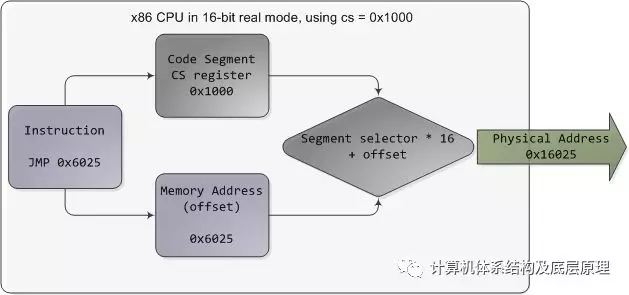 x86 CPU in 16-bit real mode, using cs = 0x1000
Code Segment
CS register
0x1000
Instruction
JMP 0x6025
Segment selector * 16
+ offset
Physical Address
0x16025
Memory Address
(offset)
0x6025
计算机体系结构及底层原理